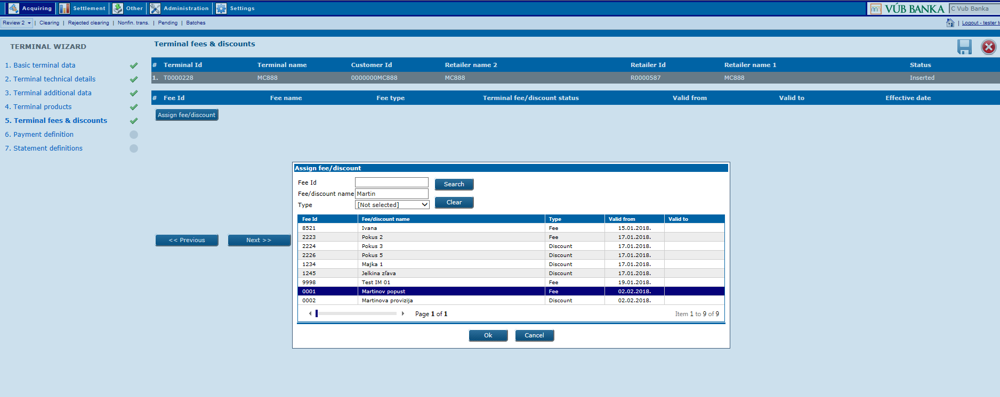 Acquiring Settlement Other Administration Settings VÚB BANKA C Vub Banka
Review 2 | Clearing | Rejected clearing | Nonfin. trans. | Pending | Batches | Logout - tester t
TERMINAL WIZARD
1. Basic terminal data
2. Terminal technical details
3. Terminal additional data
4. Terminal products
5. Terminal fees & discounts
6. Payment definition
7. Statement definitions
Terminal fees & discounts
# Terminal Id Terminal name Customer Id Retailer name 2 Retailer Id Retailer name 1 Status
1. T0000228 MC888 0000000MC888 MC888 R0000587 MC888 Inserted
# Fee Id Fee name Fee type Terminal fee/discount status Valid from Valid to Effective date
Assign fee/discount
<< Previous Next >>
Assign fee/discount
Fee Id Search
Fee/discount name Martin
Type [Not selected] Clear
Fee Id Fee/discount name Type Valid from Valid to
8521 Ivana Fee 15.01.2018.
2223 Pokus 2 Fee 17.01.2018.
2224 Pokus 3 Discount 17.01.2018.
2226 Pokus 5 Discount 17.01.2018.
1234 Majka 1 Discount 17.01.2018.
1245 Jelkina zľava Discount 17.01.2018.
9998 Test IM 01 Fee 19.01.2018.
0001 Martinov popust Fee 02.02.2018.
0002 Martinova provizija Discount 02.02.2018.
Page 1 of 1 Item 1 to 9 of 9
Ok Cancel